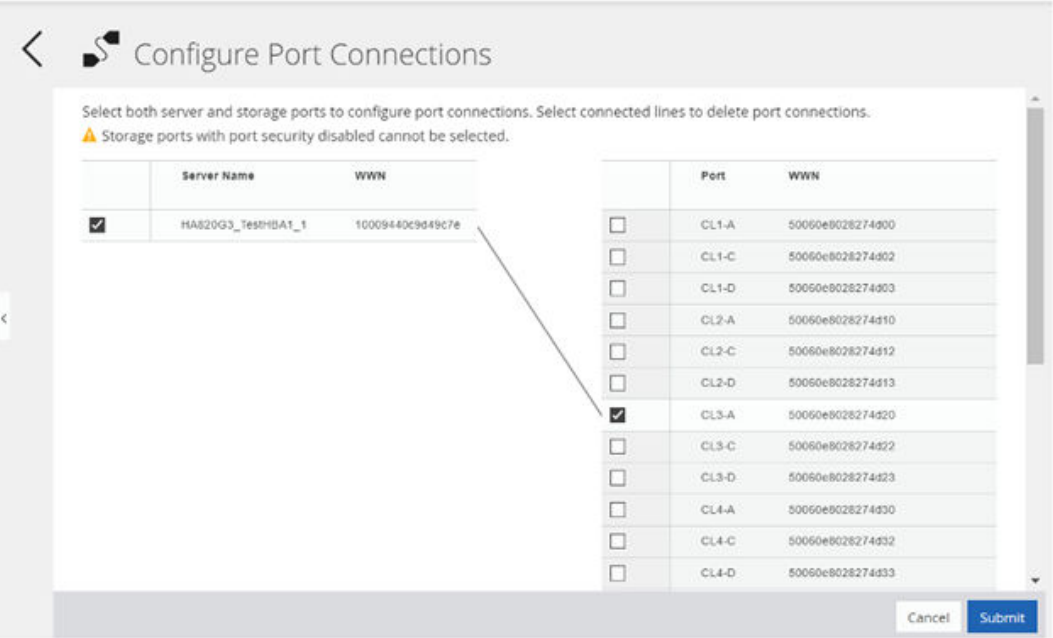 Configure Port Connections
Select both server and storage ports to configure port connections. Select connected lines to delete port connections.
Storage ports with port security disabled cannot be selected.
Server Name WWN
HA820G3_TestHBA1_1 10009440c9d49c7e
Port WWN
CL1-A 50060e8028274d00
CL1-C 50060e8028274d02
CL1-D 50060e8028274d03
CL2-A 50060e8028274d10
CL2-C 50060e8028274d12
CL2-D 50060e8028274d13
CL3-A 50060e8028274d20
CL3-C 50060e8028274d22
CL3-D 50060e8028274d23
CL4-A 50060e8028274d30
CL4-C 50060e8028274d32
CL4-D 50060e8028274d33
Cancel Submit